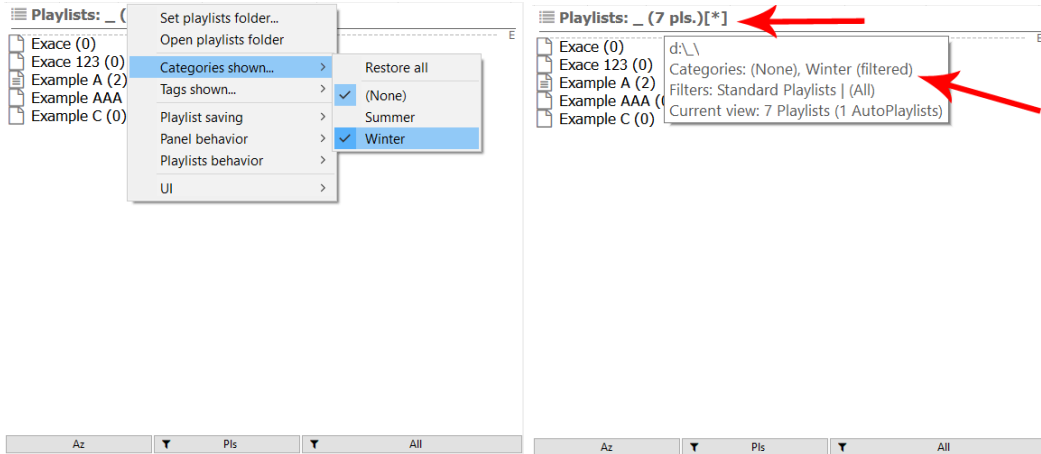 Playlists: _ (
Exace (0)
Exace 123 (0)
Example A (2)
Example AAA
Example C (0)
E
Set playlists folder...
Open playlists folder
Categories shown...
Tags shown...
Playlist saving
Panel behavior
Playlists behavior
UI
Restore all
(None)
Summer
Winter
Az
Pls
All
Playlists: _ (7 pls.)[*]
Exace (0)
Exace 123 (0)
Example A (2)
Example AAA (
Example C (0)
E
d:\_\
Categories: (None), Winter (filtered)
Filters: Standard Playlists | (All)
Current view: 7 Playlists (1 AutoPlaylists)
Az
Pls
All